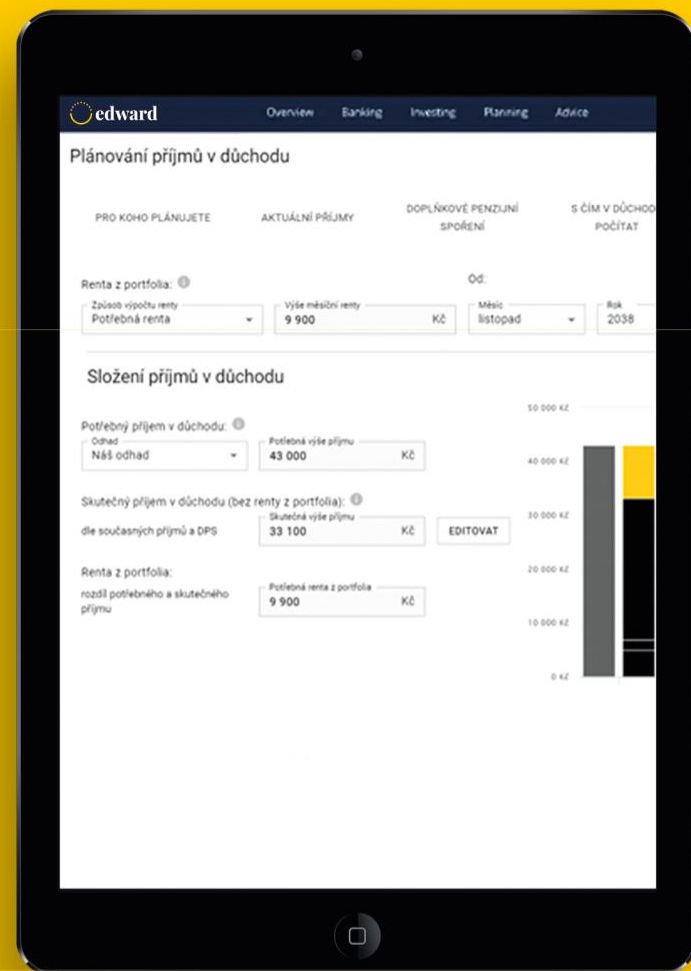 edward
Overview Banking Investing Planning Advice
Plánování příjmů v důchodu
PRO KOHO PLÁNUJETE
AKTUÁLNÍ PŘÍJMY
DOPLŇKOVÉ PENZIJNÍ
SPOŘENÍ
S ČÍM V DŮCHOD
POČÍTAT
Renta z portfolia:
Od:
Způsob výpočtu renty
Potřebná renta
Výše měsíční renty
9 900 Kč
Měsíc
listopad
Rok
2038
Složení příjmů v důchodu
Potřebný příjem v důchodu:
Odhad
Náš odhad
Potřebná výše příjmu
43 000 Kč
Skutečný příjem v důchodu (bez renty z portfolia):
dle současných příjmů a DPS
Skutečná výše příjmu
33 100 Kč
EDITOVAT
Renta z portfolia:
rozdíl potřebného a skutečného
příjmu
Potřebná renta z portfolia
9 900 Kč
50 000 Kč
40 000 Kč
30 000 Kč
20 000 Kč
10 000 Kč
0 Kč